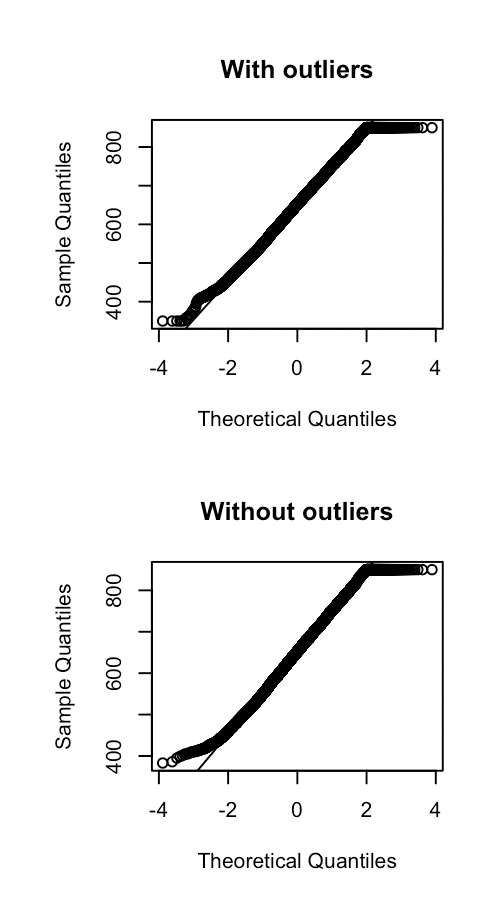 With outliers
Sample Quantiles
800
600
400
-4 -2 0 2 4
Theoretical Quantiles
Without outliers
Sample Quantiles
800
600
400
-4 -2 0 2 4
Theoretical Quantiles